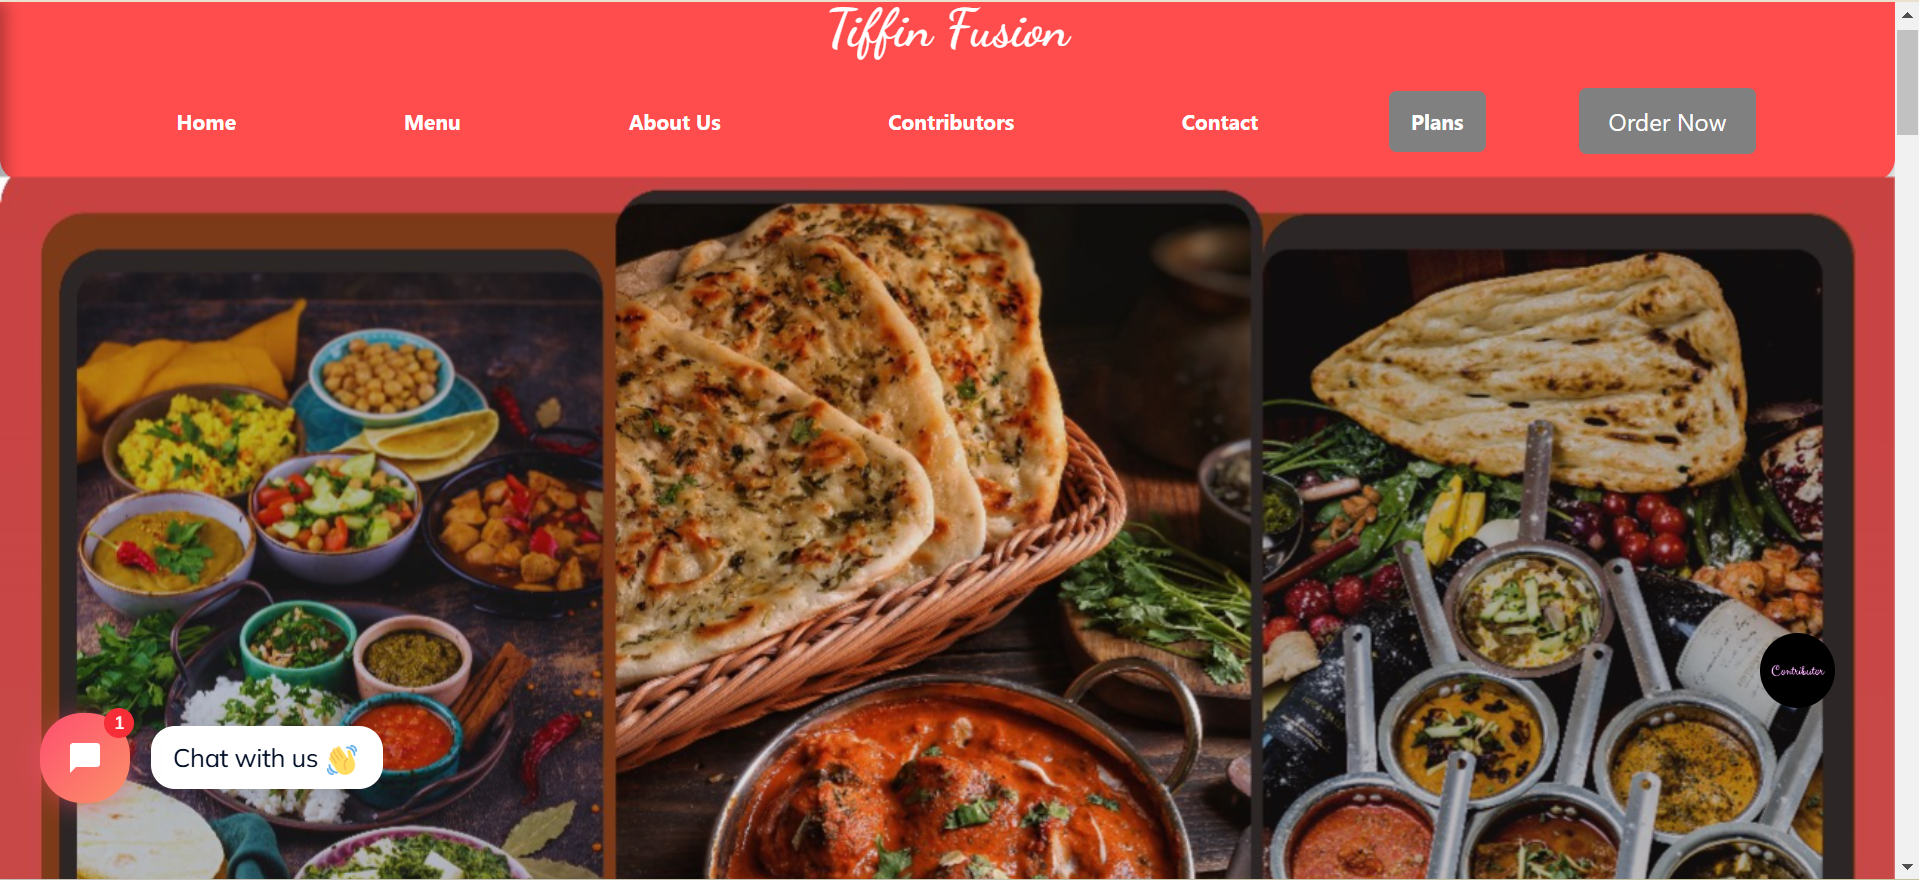 Tiffin Fusion
Home Menu About Us Contributors Contact Plans Order Now
Contributor
1
Chat with us 👋